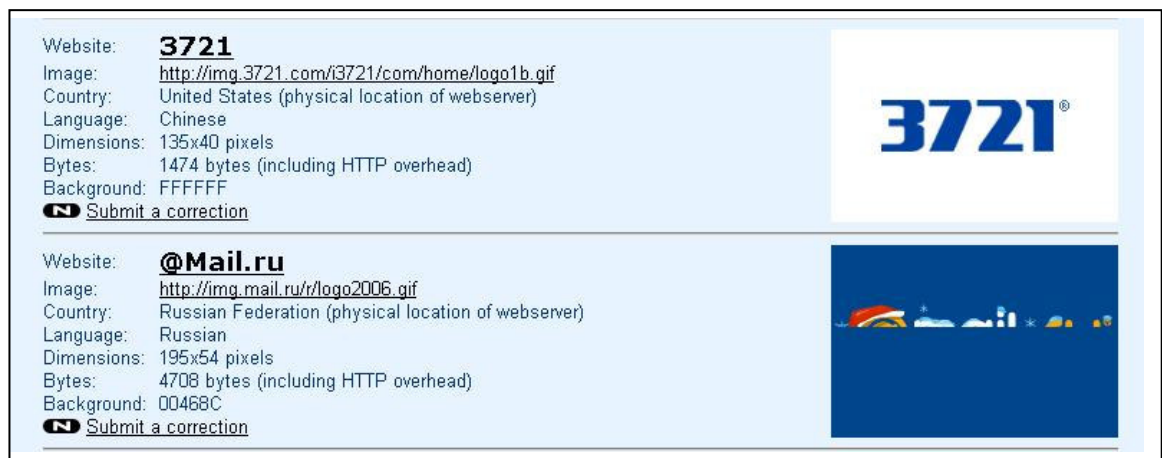 Website: 3721
Image: http://img.3721.com/i3721/com/home/logo1b.gif
Country: United States (physical location of webserver)
Language: Chinese
Dimensions: 135x40 pixels
Bytes: 1474 bytes (including HTTP overhead)
Background: FFFFFF
N Submit a correction
3721®
Website: @Mail.ru
Image: http://img.mail.ru/r/logo2006.gif
Country: Russian Federation (physical location of webserver)
Language: Russian
Dimensions: 195x54 pixels
Bytes: 4708 bytes (including HTTP overhead)
Background: 00468C
N Submit a correction